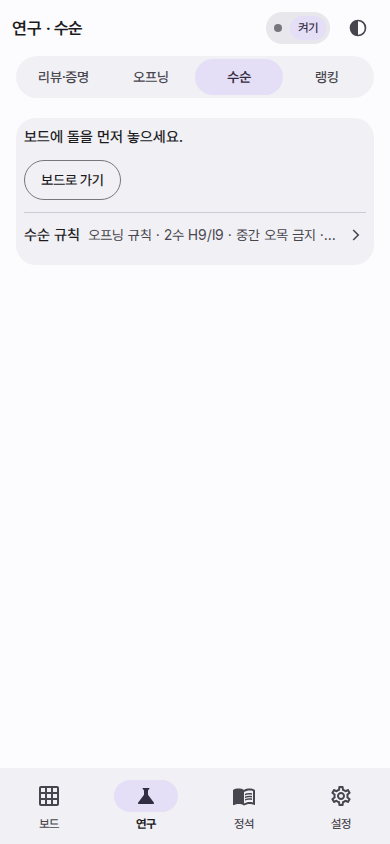 연구 · 수순
켜기
리뷰·증명
오프닝
수순
랭킹
보드에 돌을 먼저 놓으세요.
보드로 가기
수순 규칙 오프닝 규칙 · 2수 H9/I9 · 중간 오목 금지 ·...
보드
연구
정석
설정